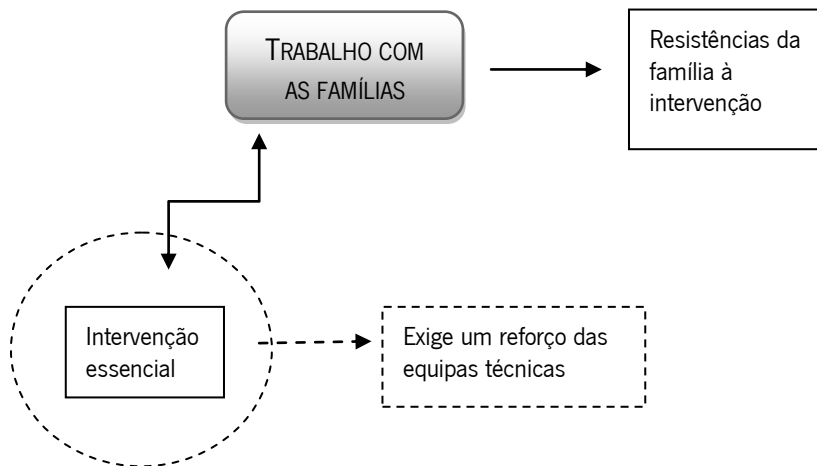 TRABALHO COM
AS FAMÍLIAS
Resistências da
família à
intervenção
Intervenção
essencial
Exige um reforço das
equipas técnicas